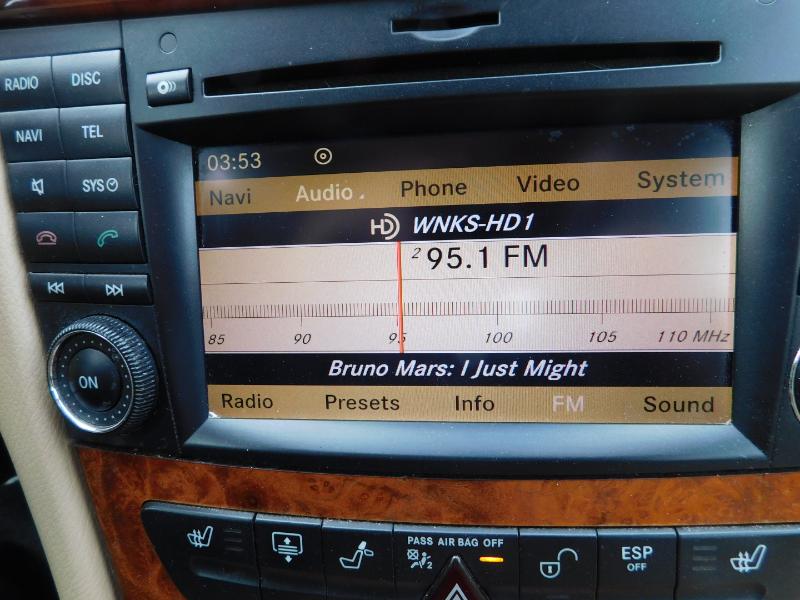 RADIO DISC
NAVI TEL
SYS
ON
03:53
Navi Audio Phone Video System
HD WNKS-HD1
2 95.1 FM
85 90 95 100 105 110 MHz
Bruno Mars: I Just Might
Radio Presets Info FM Sound
PASS AIR BAG OFF
2
ESP
OFF